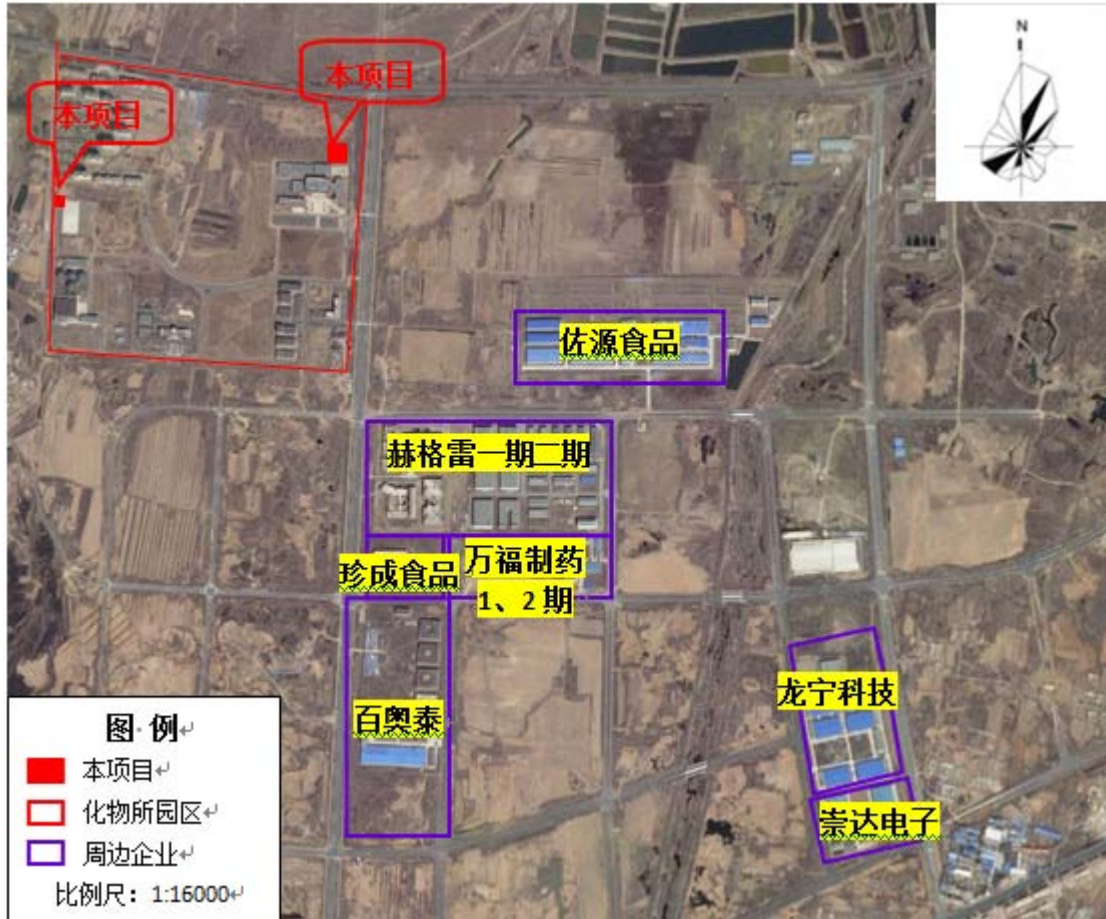 N
本项目
本项目
佐源食品
赫格雷一期二期
珍成食品
万福制药
1、2 期
百奥泰
龙宁科技
崇达电子
图 例
本项目
化物所园区
周边企业
比例尺：1:16000